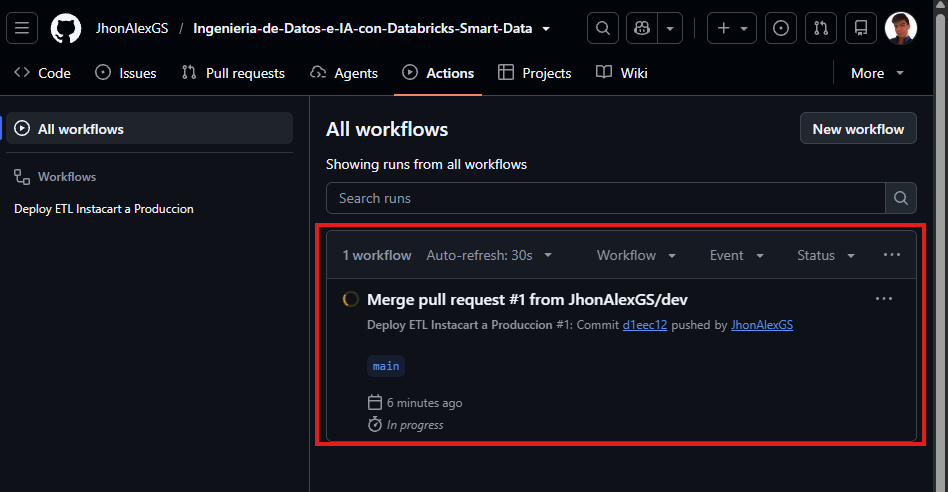 JhonAlexGS / Ingenieria-de-Datos-e-IA-con-Databricks-Smart-Data
Code Issues Pull requests Agents Actions Projects Wiki More
All workflows
Workflows
Deploy ETL Instacart a Produccion
All workflows
New workflow
Showing runs from all workflows
Search runs
1 workflow Auto-refresh: 30s Workflow Event Status
Merge pull request #1 from JhonAlexGS/dev
Deploy ETL Instacart a Produccion #1: Commit d1eec12 pushed by JhonAlexGS
main
6 minutes ago
In progress